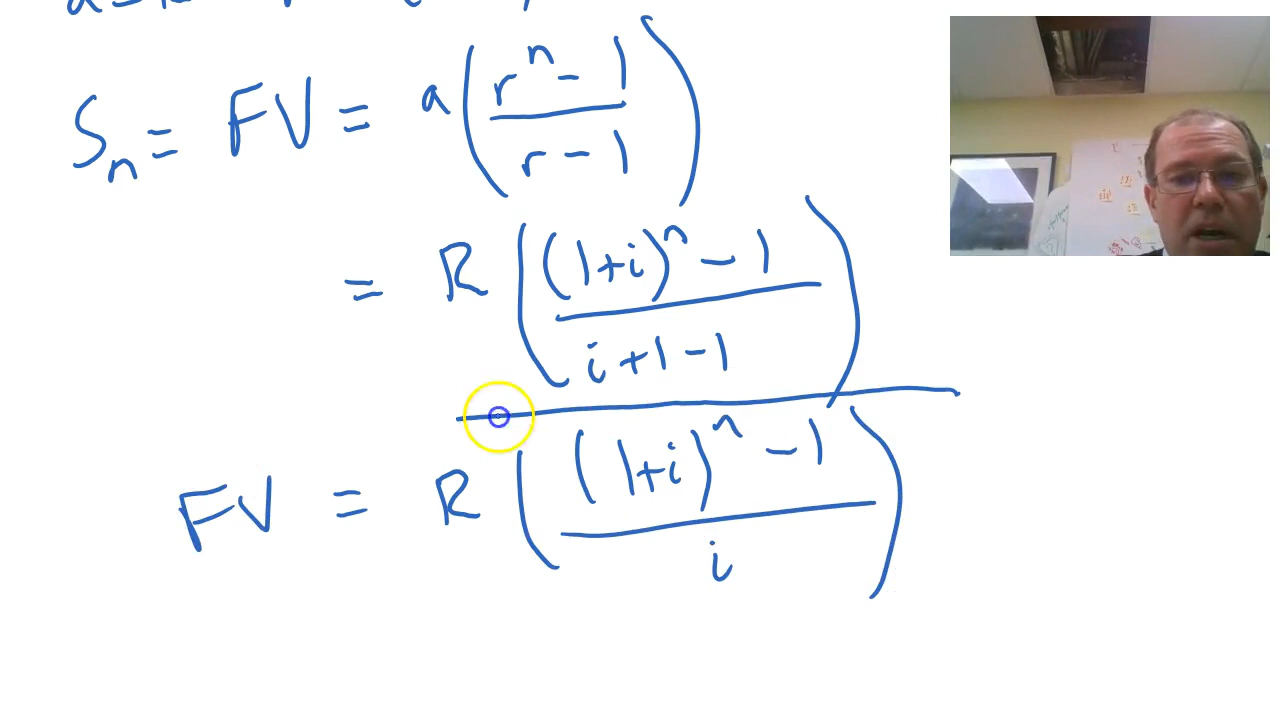 Sn = FV = a((r^n - 1)/(r - 1))
= R(((1+i)^n - 1)/(i+1-1))
FV = R(((1+i)^n - 1)/i)